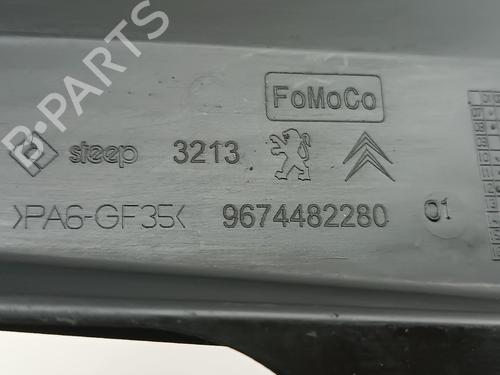 B-PARTS
FoMoCo
steep 3213
>PA6-GF35< 9674482280 01